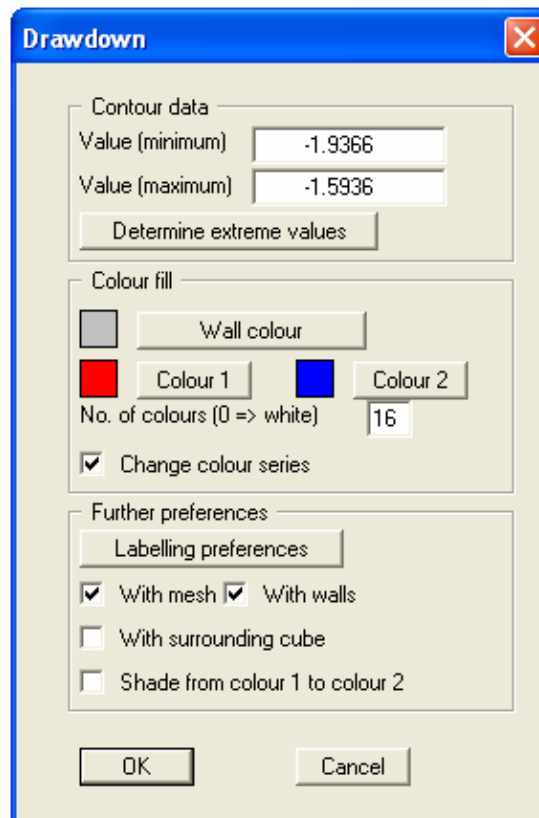 Drawdown
Contour data
Value (minimum) -1.9366
Value (maximum) -1.5936
Determine extreme values
Colour fill
Wall colour
Colour 1 Colour 2
No. of colours (0 => white) 16
Change colour series
Further preferences
Labelling preferences
With mesh With walls
With surrounding cube
Shade from colour 1 to colour 2
OK Cancel